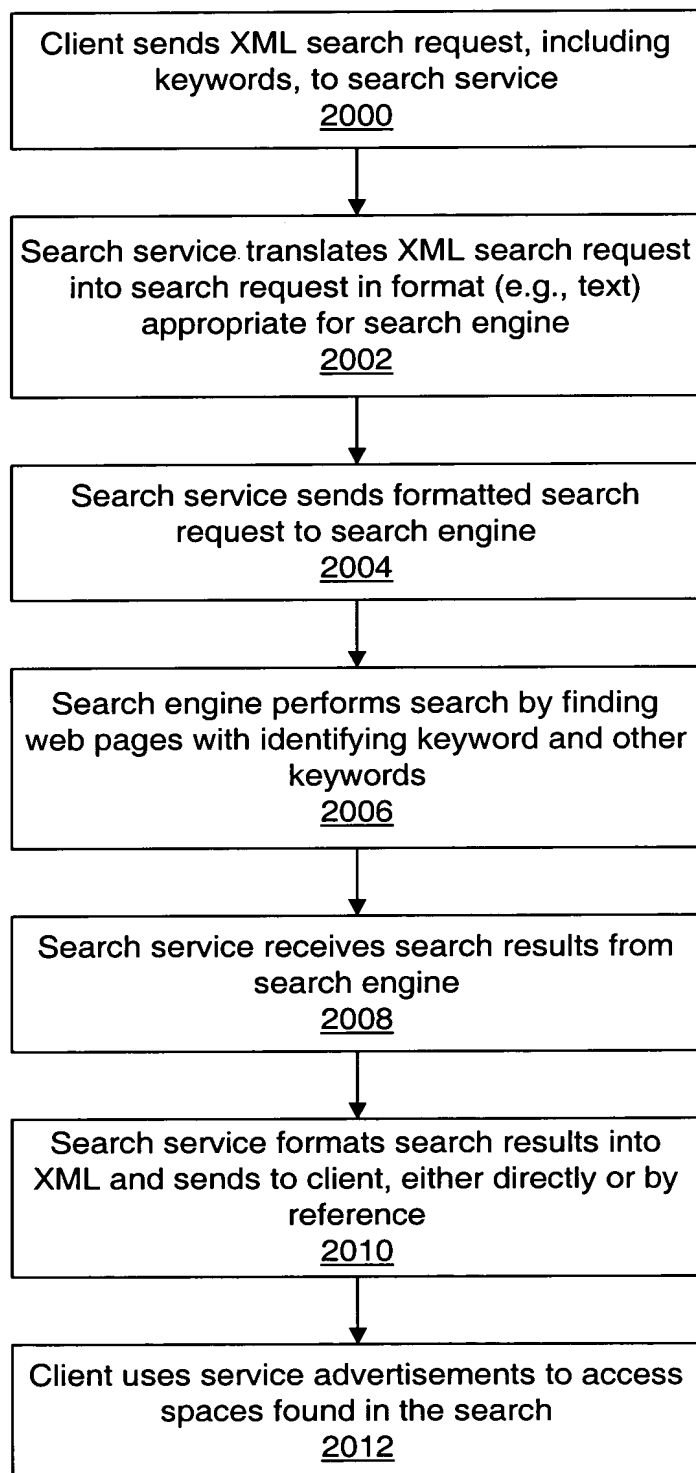 Client sends XML search request, including
keywords, to search service
2000
Search service translates XML search request
into search request in format (e.g., text)
appropriate for search engine
2002
Search service sends formatted search
request to search engine
2004
Search engine performs search by finding
web pages with identifying keyword and other
keywords
2006
Search service receives search results from
search engine
2008
Search service formats search results into
XML and sends to client, either directly or by
reference
2010
Client uses service advertisements to access
spaces found in the search
2012